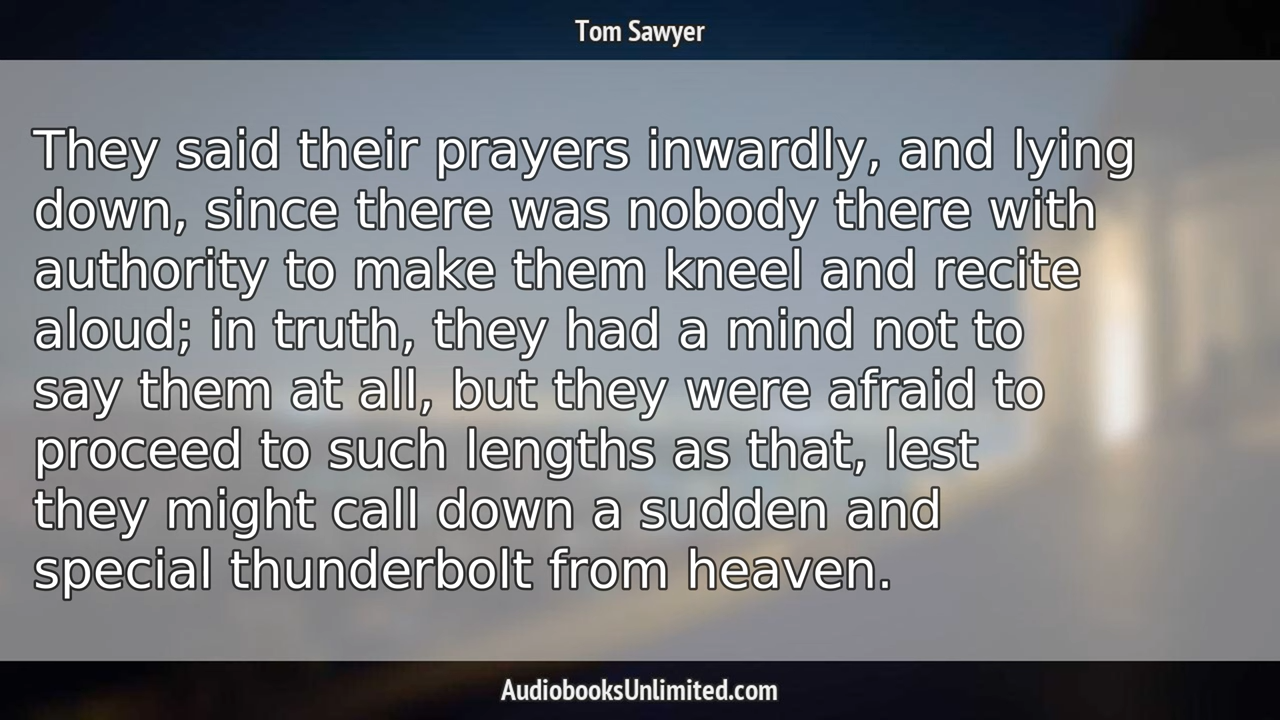 Tom Sawyer
They said their prayers inwardly, and lying
down, since there was nobody there with
authority to make them kneel and recite
aloud; in truth, they had a mind not to
say them at all, but they were afraid to
proceed to such lengths as that, lest
they might call down a sudden and
special thunderbolt from heaven.
AudiobooksUnlimited.com